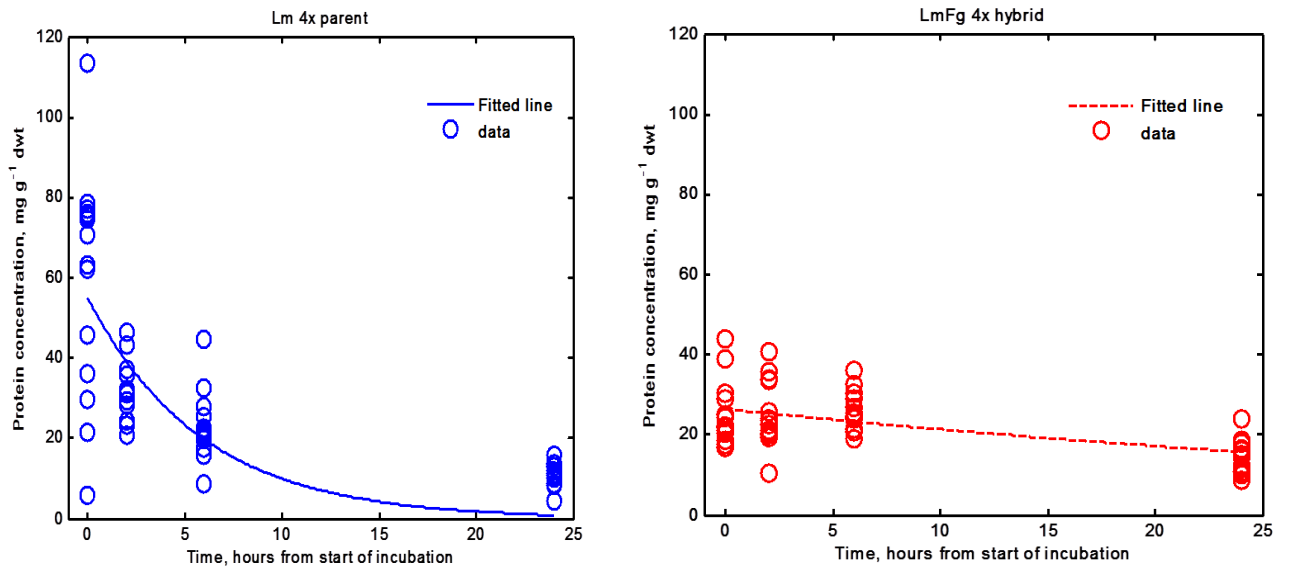 Lm 4x parent
120
100
80
60
40
20
0
Protein concentration, mg g⁻¹ dwt
Fitted line
data
0 5 10 15 20 25
Time, hours from start of incubation
LmFg 4x hybrid
120
100
80
60
40
20
0
Protein concentration, mg g⁻¹ dwt
Fitted line
data
0 5 10 15 20 25
Time, hours from start of incubation